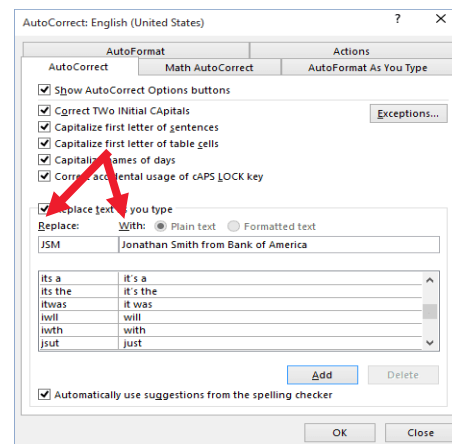 AutoCorrect: English (United States) ? ×
AutoFormat Actions
AutoCorrect Math AutoCorrect AutoFormat As You Type
Show AutoCorrect Options buttons
Correct TWo INitial CApitals
Exceptions...
Capitalize first letter of sentences
Capitalize first letter of table cells
Capitalize names of days
Correct accidental usage of cAPS LOCK key
Replace text as you type
Replace: With: Plain text Formatted text
JSM Jonathan Smith from Bank of America
its a it's a
its the it's the
itwas it was
iwll will
iwth with
jsut just
Add Delete
Automatically use suggestions from the spelling checker
OK Close